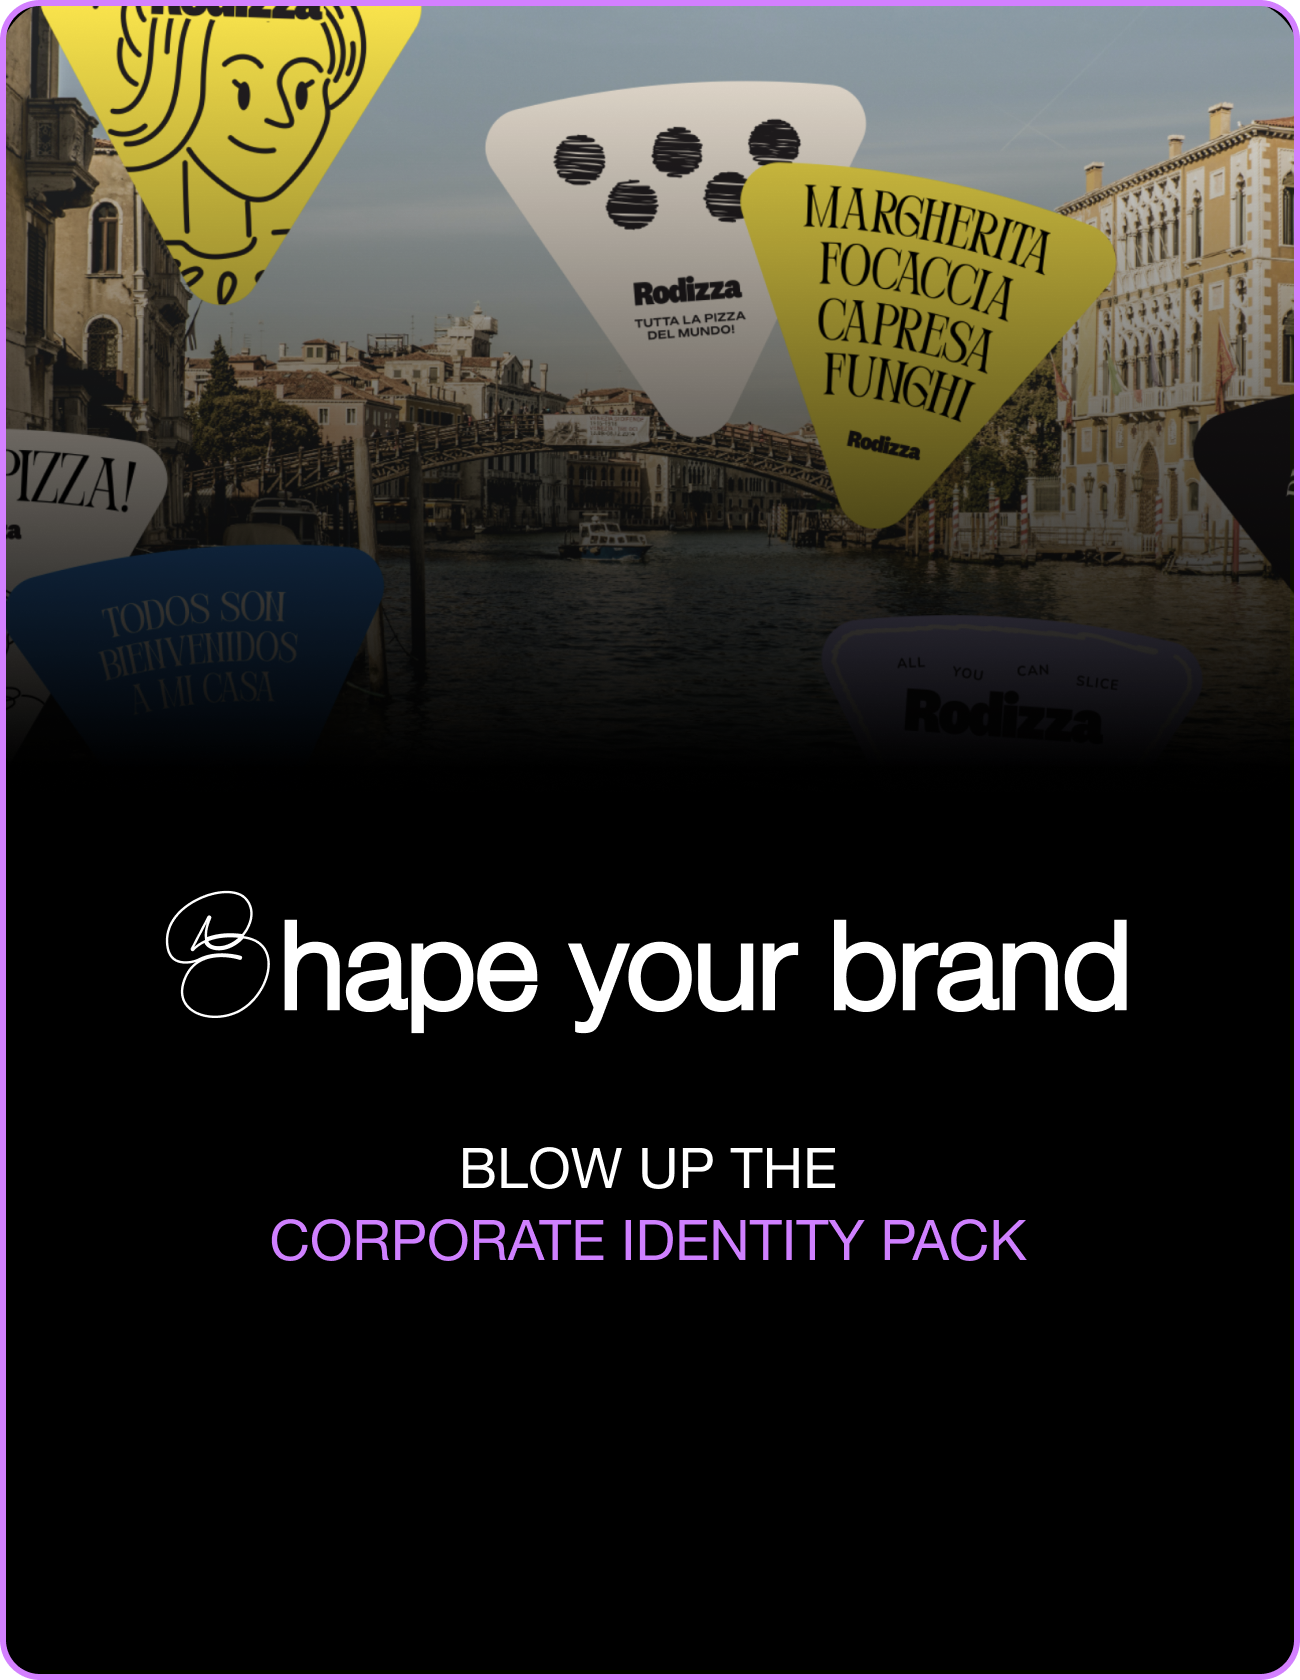 Rodizza
Rodizza
TUTTA LA PIZZA
DEL MUNDO!
MARGHERITA
FOCACCIA
CAPRESA
FUNGHI
Rodizza
PIZZA!
TODOS SON
BIENVENIDOS
A MI CASA
ALL YOU CAN SLICE
Rodizza
Shape your brand
BLOW UP THE
CORPORATE IDENTITY PACK